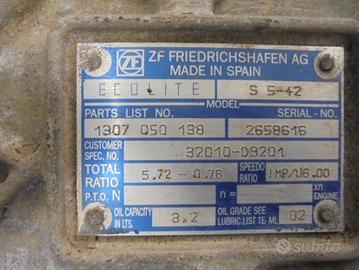 ZF FRIEDRICHSHAFEN AG
ZF MADE IN SPAIN
ECOLITE S 5-42
MODEL
PARTS LIST NO. SERIAL-NO.
1307 050 138 2658616
CUSTOMER SPEC. NO. 32010-D9201
TOTAL RATIO 5.72 -0.76 SPEEDO RATIO IMP/U6.00
P.T.O. N n= xn ENGINE
OIL CAPACITY IN LTS. 3,2 OIL GRADE SEE LUBRIC.LIST TE-ML 02
subito